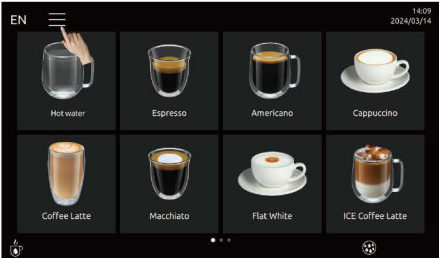 EN
14:09
2024/03/14
Hot water
Espresso
Americano
Cappuccino
Coffee Latte
Macchiato
Flat White
ICE Coffee Latte